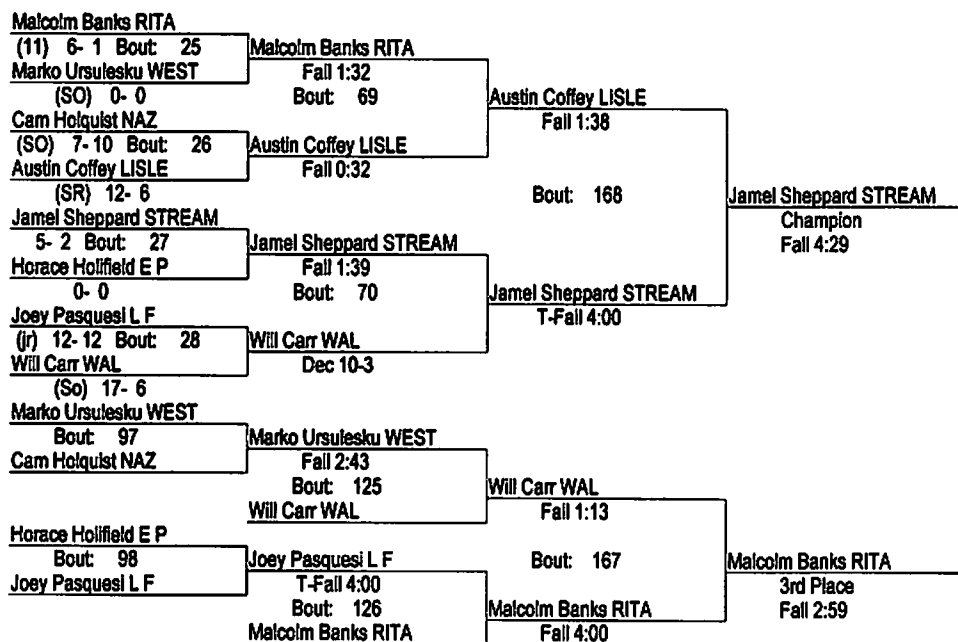 Malcolm Banks RITA
(11) 6- 1 Bout: 25
Marko Ursulesku WEST
(SO) 0- 0
Cam Holquist NAZ
(SO) 7- 10 Bout: 26
Austin Coffey LISLE
(SR) 12- 6
Jamel Sheppard STREAM
5- 2 Bout: 27
Horace Holifield E P
0- 0
Joey Pasquesi L F
(jr) 12- 12 Bout: 28
Will Carr WAL
(So) 17- 6
Malcolm Banks RITA
Fall 1:32
Bout: 69
Austin Coffey LISLE
Fall 0:32
Jamel Sheppard STREAM
Fall 1:39
Bout: 70
Will Carr WAL
Dec 10-3
Austin Coffey LISLE
Fall 1:38
Bout: 168
Jamel Sheppard STREAM
T-Fall 4:00
Jamel Sheppard STREAM
Champion
Fall 4:29
Marko Ursulesku WEST
Bout: 97
Cam Holquist NAZ
Horace Holifield E P
Bout: 98
Joey Pasquesi L F
Marko Ursulesku WEST
Fall 2:43
Bout: 125
Will Carr WAL
Joey Pasquesi L F
T-Fall 4:00
Bout: 126
Malcolm Banks RITA
Will Carr WAL
Fall 1:13
Bout: 167
Malcolm Banks RITA
Fall 4:00
Malcolm Banks RITA
3rd Place
Fall 2:59